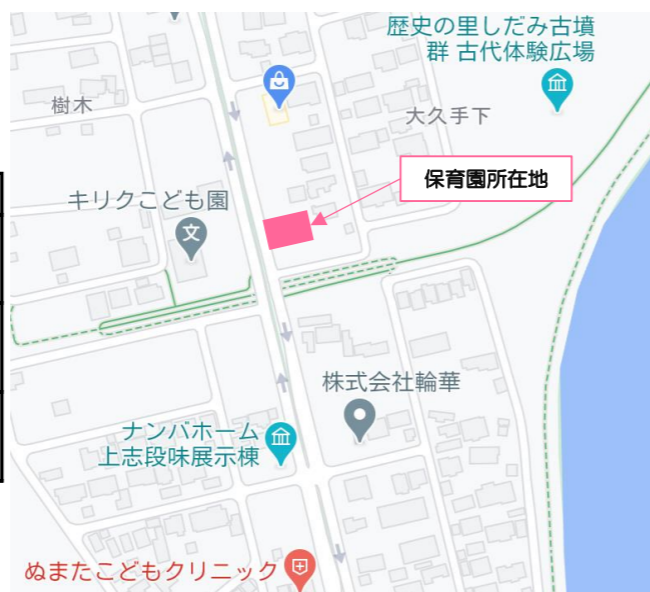 歴史の里しだみ古墳
群 古代体験広場
樹木
大久手下
保育園所在地
キリクこども園
文
株式会社輪華
ナンバホーム
上志段味展示棟
ぬまたこどもクリニック